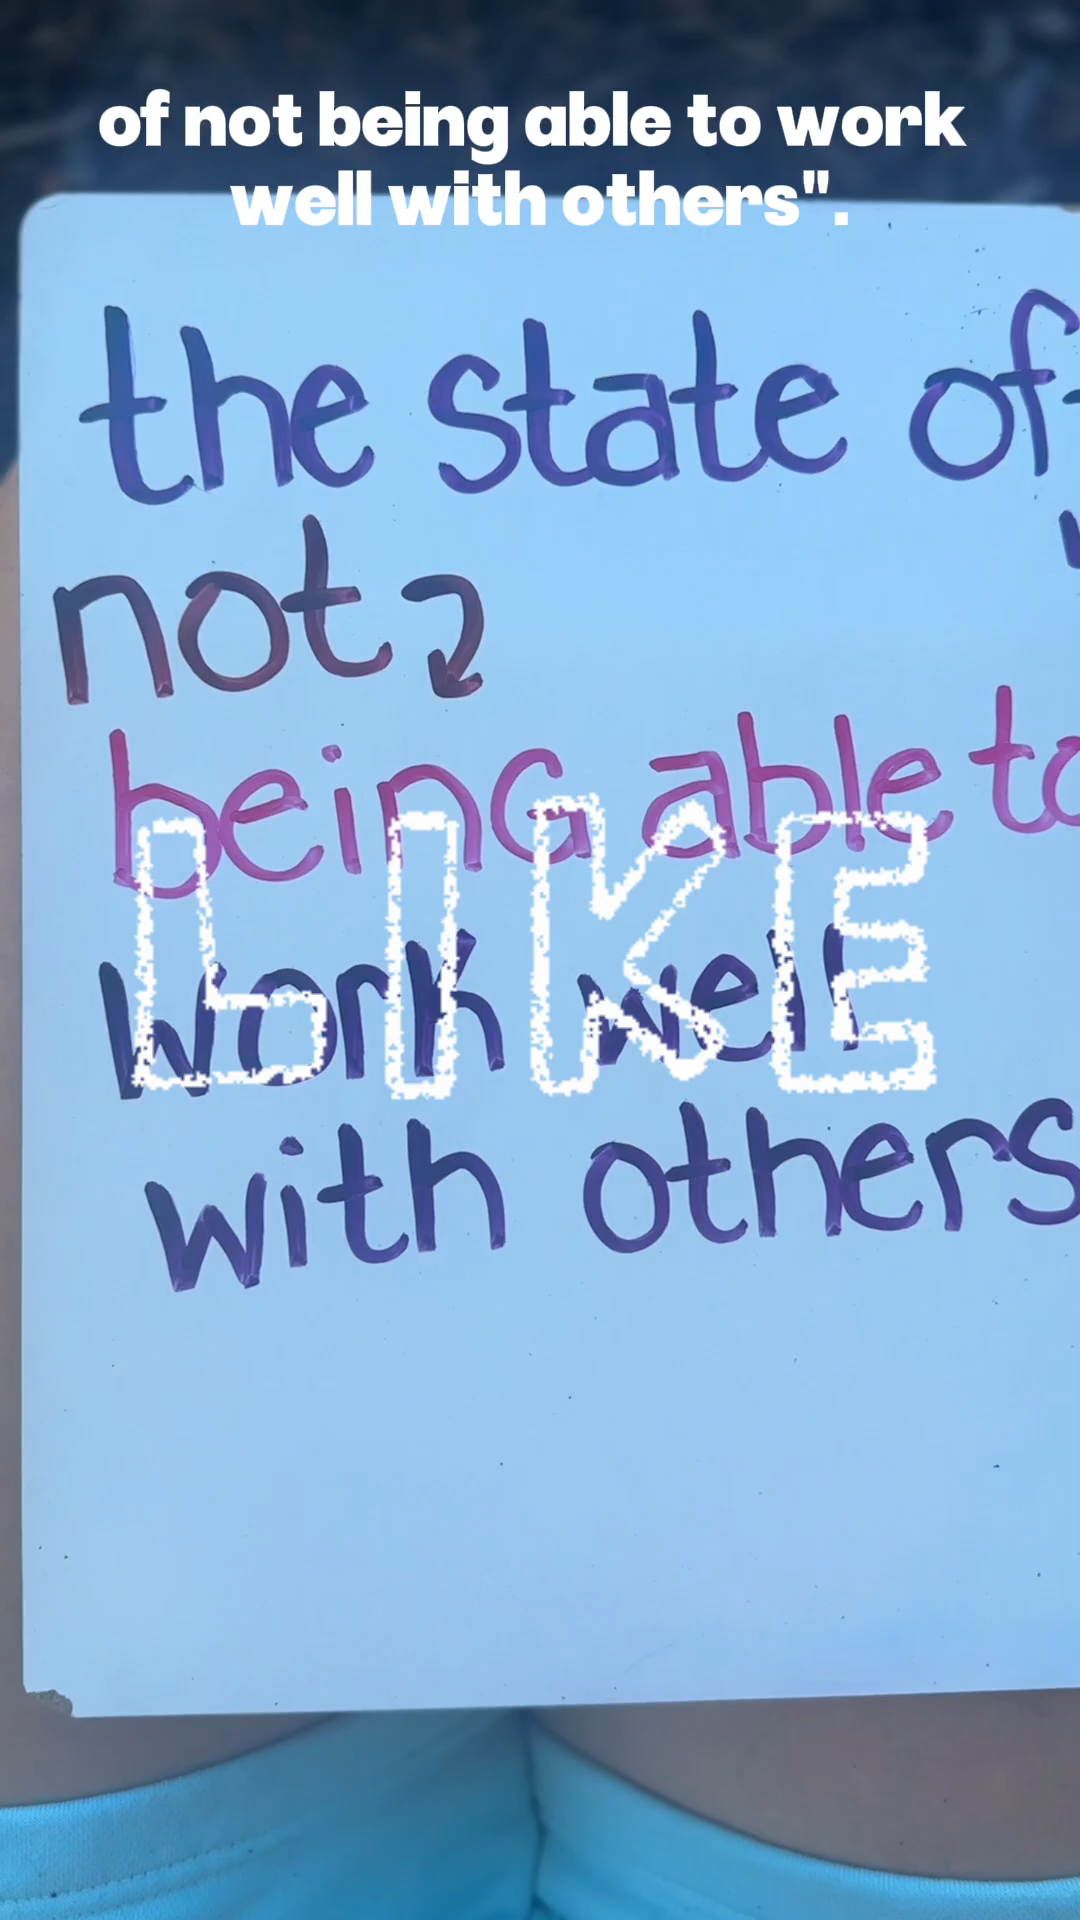 of not being able to work
well with others".
the state of
not
being able to
LIKE
work well
with others